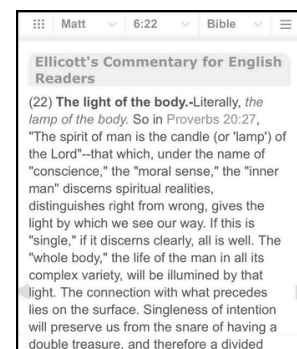 Matt 6:22 Bible
Ellicott's Commentary for English
Readers
(22) The light of the body.-Literally, the
lamp of the body. So in Proverbs 20:27,
"The spirit of man is the candle (or 'lamp') of
the Lord"--that which, under the name of
"conscience," the "moral sense," the "inner
man" discerns spiritual realities,
distinguishes right from wrong, gives the
light by which we see our way. If this is
"single," if it discerns clearly, all is well. The
"whole body," the life of the man in all its
complex variety, will be illumined by that
light. The connection with what precedes
lies on the surface. Singleness of intention
will preserve us from the snare of having a
double treasure, and therefore a divided